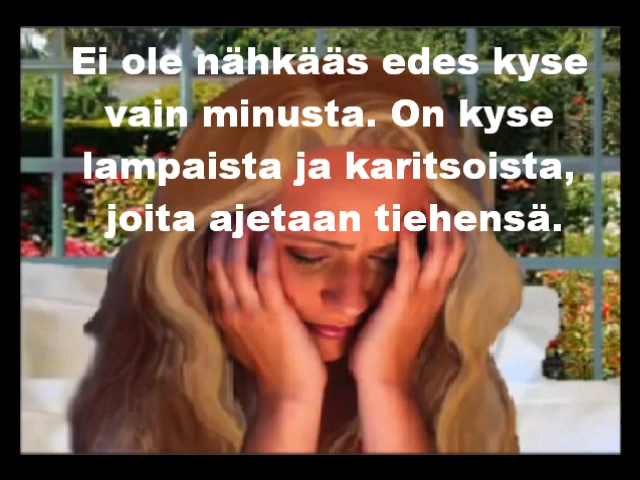 Ei ole nähkääs edes kyse
vain minusta. On kyse
lampaista ja karitsoista,
joita ajetaan tiehensä.